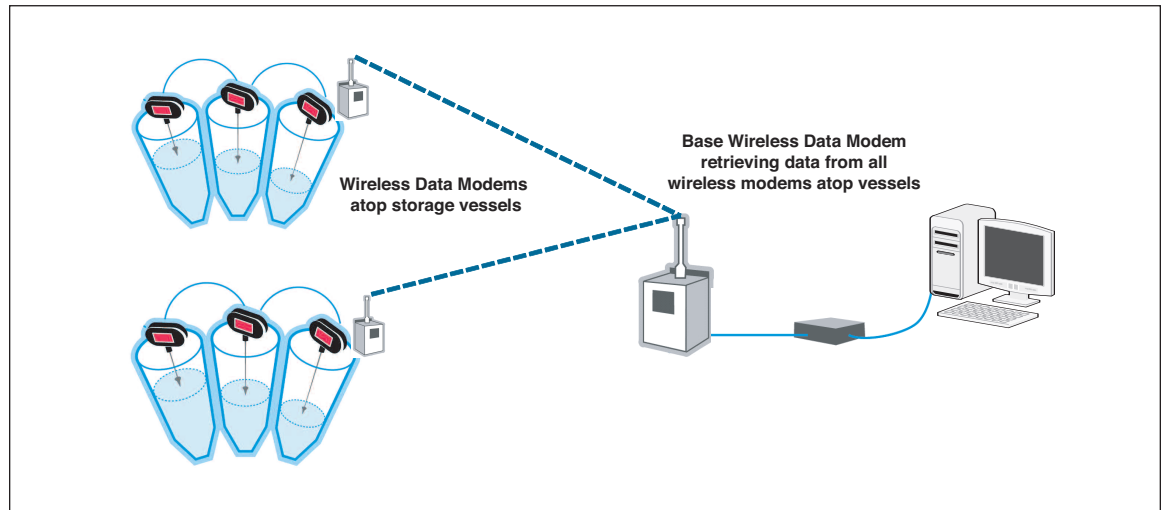 Wireless Data Modems
atop storage vessels
Base Wireless Data Modem
retrieving data from all
wireless modems atop vessels